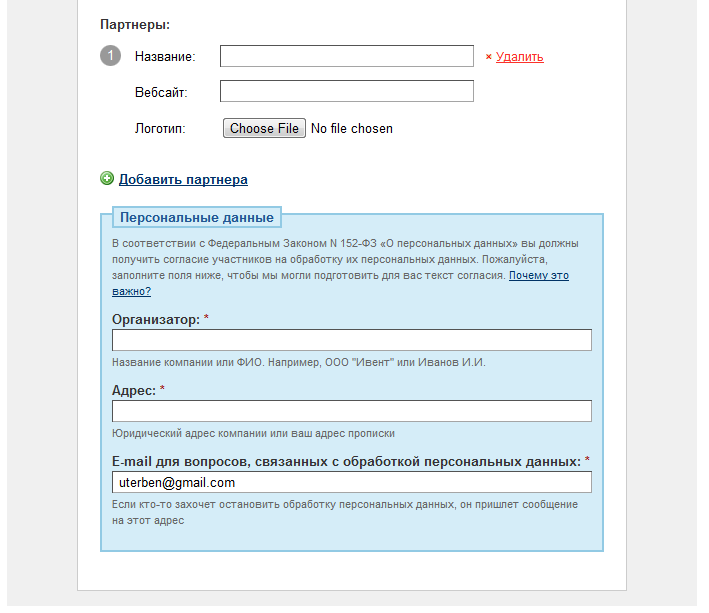 Партнеры:
1 Название: × Удалить
Вебсайт:
Логотип: Choose File No file chosen
Добавить партнера
Персональные данные
В соответствии с Федеральным Законом N 152-ФЗ «О персональных данных» вы должны
получить согласие участников на обработку их персональных данных. Пожалуйста,
заполните поля ниже, чтобы мы могли подготовить для вас текст согласия. Почему это
важно?
Организатор: *
Название компании или ФИО. Например, ООО "Ивент" или Иванов И.И.
Адрес: *
Юридический адрес компании или ваш адрес прописки
E-mail для вопросов, связанных с обработкой персональных данных: *
uterben@gmail.com
Если кто-то захочет остановить обработку персональных данных, он пришлет сообщение
на этот адрес